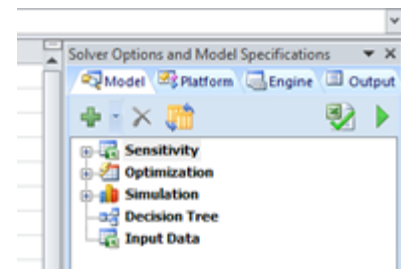 Solver Options and Model Specifications
Model Platform Engine Output
Sensitivity
Optimization
Simulation
Decision Tree
Input Data